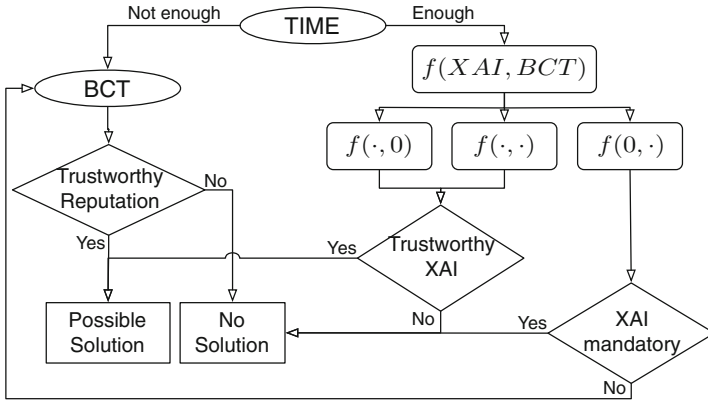 Not enough
TIME
Enough
BCT
f(XAI, BCT)
f(·, 0)
f(·, ·)
f(0, ·)
Trustworthy
Reputation
No
Yes
Yes
Trustworthy
XAI
No
Possible
Solution
No
Solution
Yes
XAI
mandatory
No